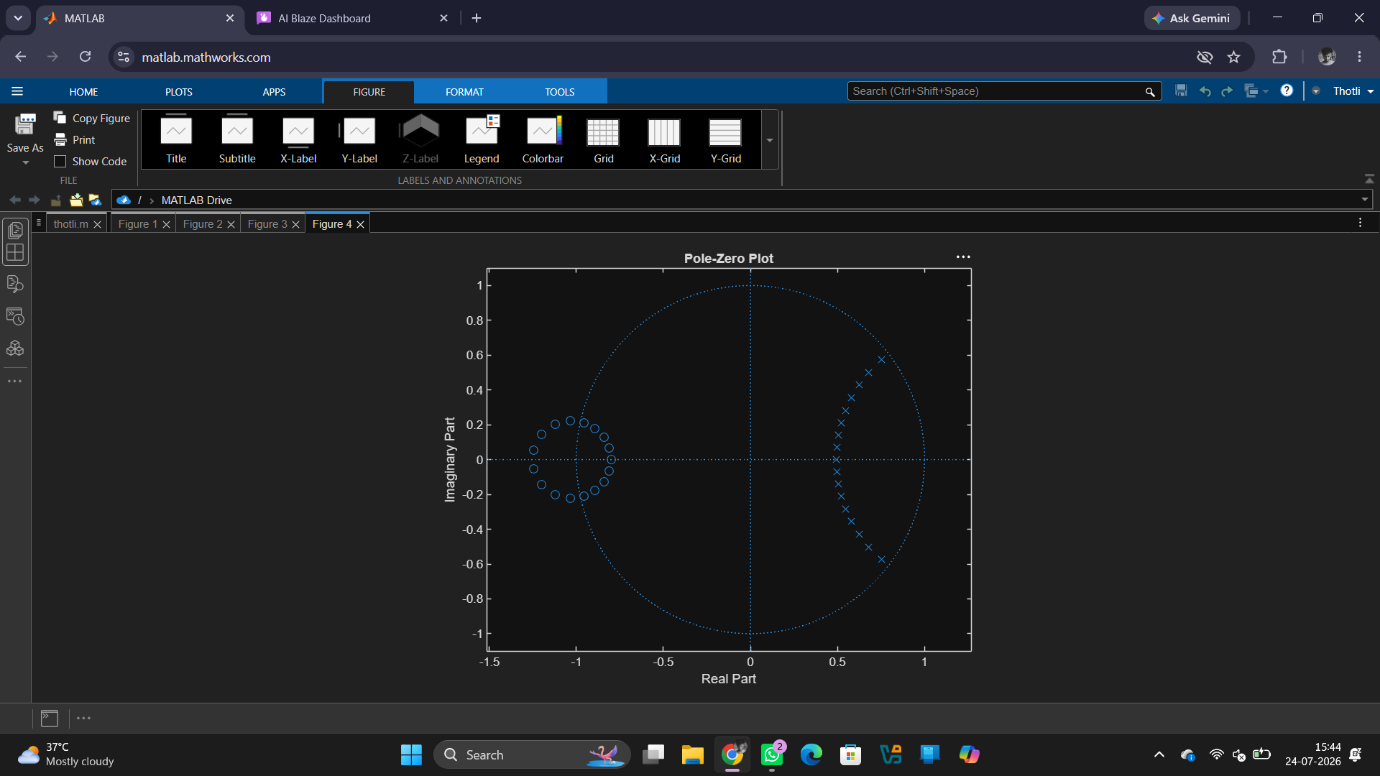 MATLAB
AI Blaze Dashboard
Ask Gemini
matlab.mathworks.com
HOME
PLOTS
APPS
FIGURE
FORMAT
TOOLS
Search (Ctrl+Shift+Space)
Thotli
Save As
Copy Figure
Print
Show Code
FILE
Title
Subtitle
X-Label
Y-Label
Z-Label
Legend
Colorbar
Grid
X-Grid
Y-Grid
LABELS AND ANNOTATIONS
/ › MATLAB Drive
thotli.m
Figure 1
Figure 2
Figure 3
Figure 4
Pole-Zero Plot
1
0.8
0.6
0.4
0.2
0
-0.2
-0.4
-0.6
-0.8
-1
Imaginary Part
-1.5 -1 -0.5 0 0.5 1
Real Part
37°C
Mostly cloudy
Search
2
15:44
24-07-2026